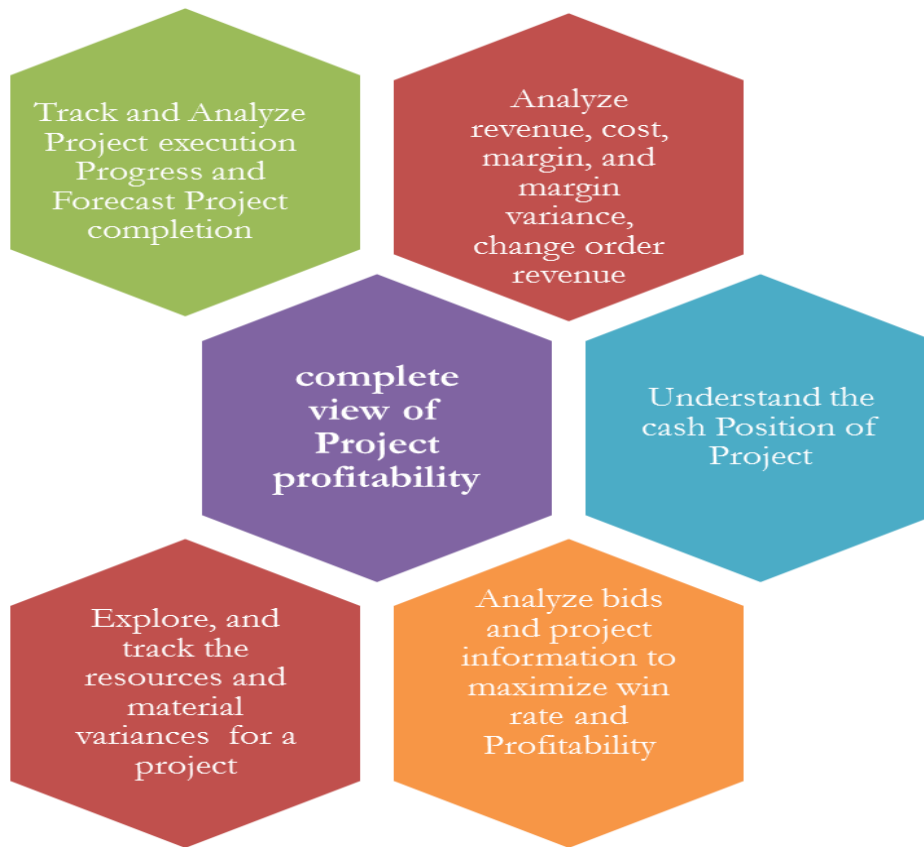 Track and Analyze
Project execution
Progress and
Forecast Project
completion
Analyze
revenue, cost,
margin, and
margin
variance,
change order
revenue
complete
view of
Project
profitability
Understand the
cash Position of
Project
Explore, and
track the
resources and
material
variances for a
project
Analyze bids
and project
information to
maximize win
rate and
Profitability